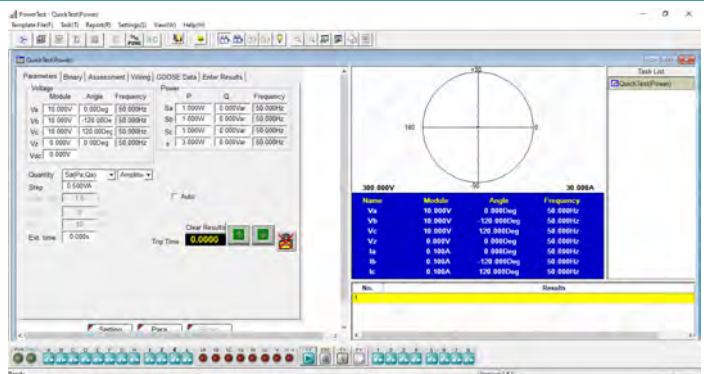 PowerTest - QuickTest(Power)
Template File(F) Task(T) Report(R) Settings(S) View(W) Help(H)
QuickTest(Power)
Parameters Binary Assessment Wiring GOOSE Data Enter Results
Voltage
Module Angle Frequency
Va 10.000V 0.000Deg 50.000Hz
Vb 10.000V -120.00De 50.000Hz
Vc 10.000V 120.00Deg 50.000Hz
Vz 0.000V 0.00Deg 50.000Hz
Vdc 0.000V
Power
P Q Frequency
Sa 1.000W 0.000Var 50.000Hz
Sb 1.000W 0.000Var 50.000Hz
Sc 1.000W 0.000Var 50.000Hz
3.000W 0.000Var 50.000Hz
Quantity Sa(Pa,Qa) Amplitu
Step 0.500VA
Auto
Ext. time 0.000s
Clear Results
Trip Time 0.0000
+90
180
0
-90
300.000V 30.000A
Name Module Angle Frequency
Va 10.000V 0.000Deg 50.000Hz
Vb 10.000V -120.000Deg 50.000Hz
Vc 10.000V 120.000Deg 50.000Hz
Vz 0.000V 0.000Deg 50.000Hz
Ia 0.100A 0.000Deg 50.000Hz
Ib 0.100A -120.000Deg 50.000Hz
Ic 0.100A 120.000Deg 50.000Hz
No. Results
1
Task List
QuickTest(Power)